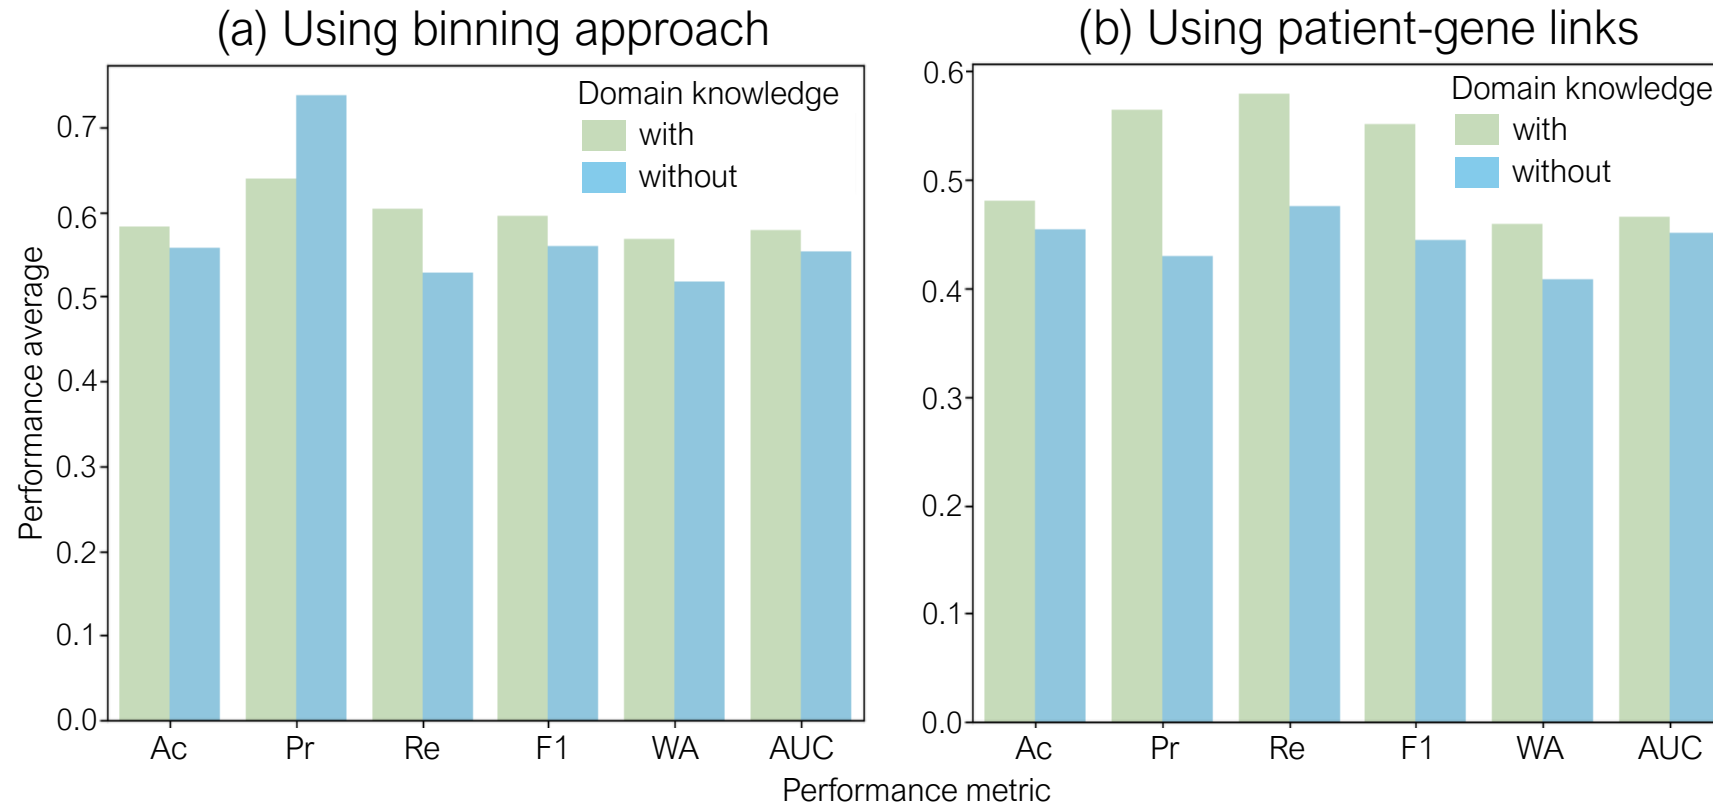 (a) Using binning approach
Domain knowledge
with
without
Performance average
0.7
0.6
0.5
0.4
0.3
0.2
0.1
0.0
Ac Pr Re F1 WA AUC
(b) Using patient-gene links
Domain knowledge
with
without
0.6
0.5
0.4
0.3
0.2
0.1
0.0
Ac Pr Re F1 WA AUC
Performance metric